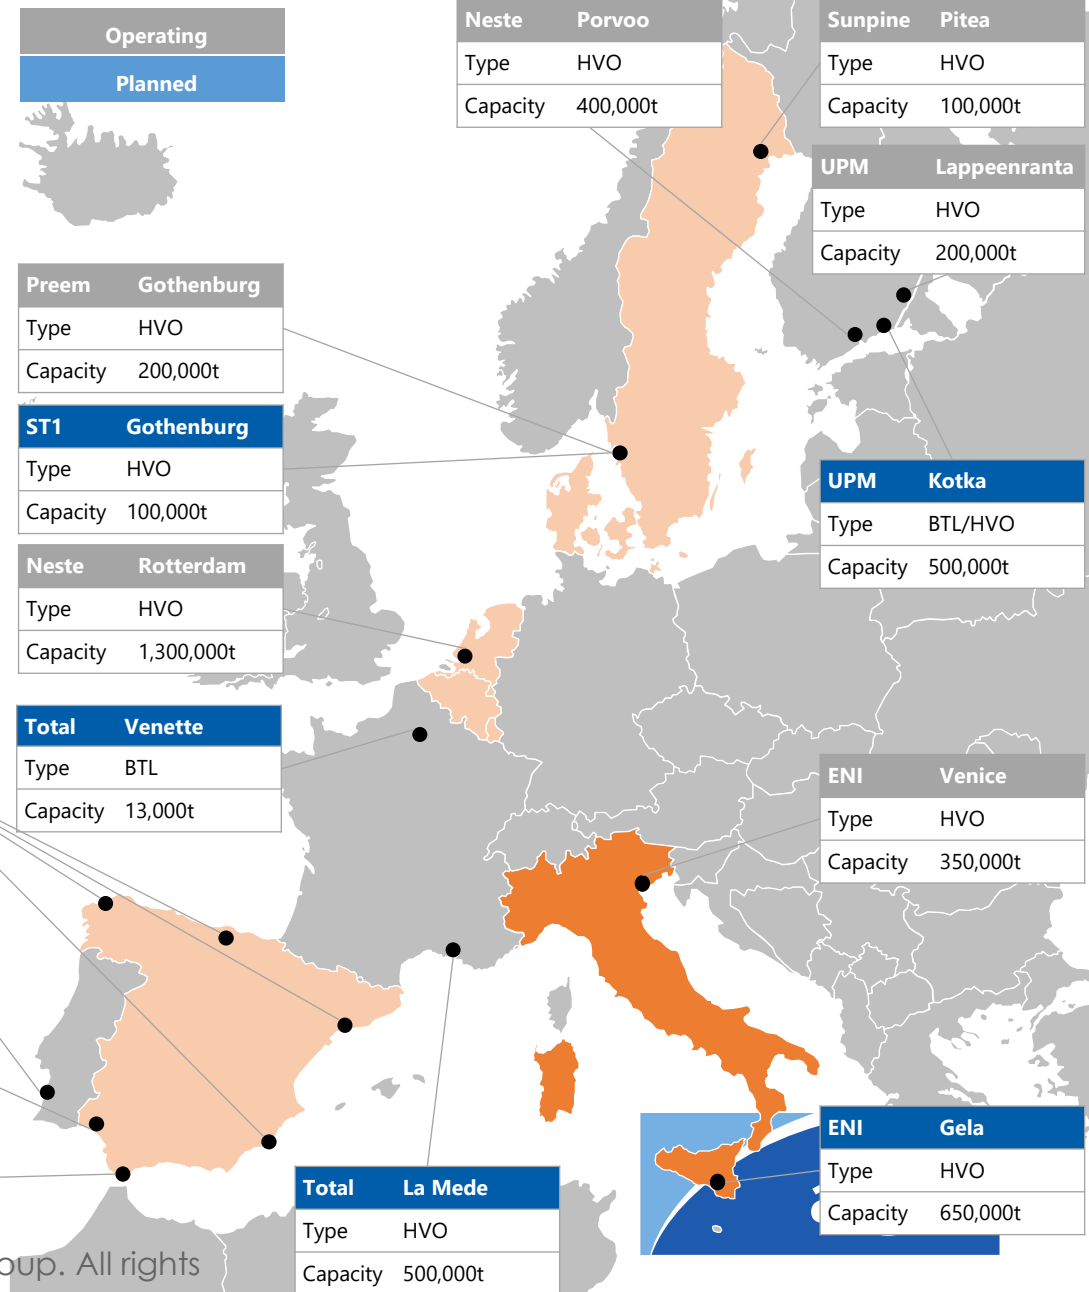 Operating
Planned
Neste Porvoo
Type HVO
Capacity 400,000t
Sunpine Pitea
Type HVO
Capacity 100,000t
UPM Lappeenranta
Type HVO
Capacity 200,000t
Preem Gothenburg
Type HVO
Capacity 200,000t
ST1 Gothenburg
Type HVO
Capacity 100,000t
UPM Kotka
Type BTL/HVO
Capacity 500,000t
Neste Rotterdam
Type HVO
Capacity 1,300,000t
Total Venette
Type BTL
Capacity 13,000t
ENI Venice
Type HVO
Capacity 350,000t
ENI Gela
Type HVO
Capacity 650,000t
Total La Mede
Type HVO
Capacity 500,000t
oup. All rights